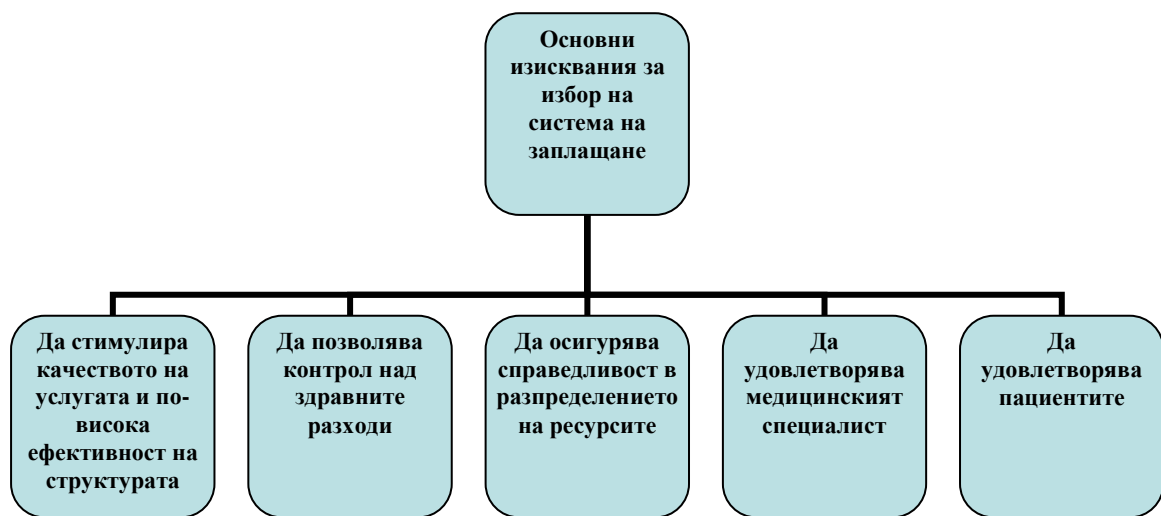 Основни
изисквания за
избор на
система на
заплащане
Да стимулира
качеството на
услугата и по-
висока
ефективност на
структурата
Да позволява
контрол над
здравните
разходи
Да осигурява
справедливост в
разпределението
на ресурсите
Да
удовлетворява
медицинският
специалист
Да
удовлетворява
пациентите